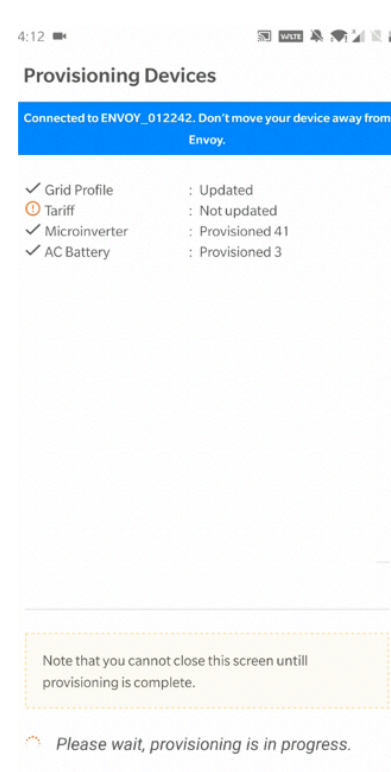 4:12
VoLTE
Provisioning Devices
Connected to ENVOY_012242. Don't move your device away from
Envoy.
Grid Profile : Updated
Tariff : Not updated
Microinverter : Provisioned 41
AC Battery : Provisioned 3
Note that you cannot close this screen untill
provisioning is complete.
Please wait, provisioning is in progress.